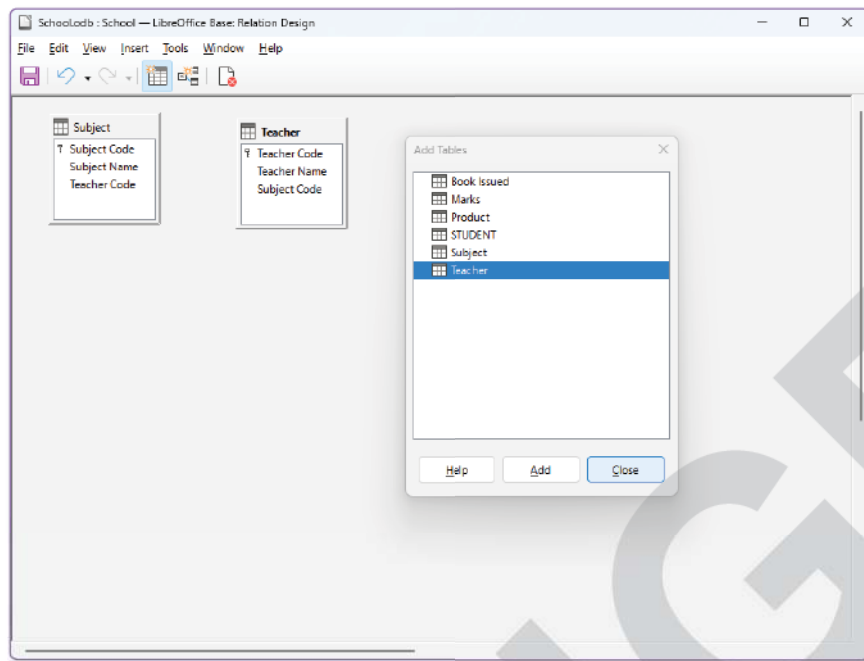 School.odb : School — LibreOffice Base: Relation Design
File Edit View Insert Tools Window Help
Subject
Subject Code
Subject Name
Teacher Code
Teacher
Teacher Code
Teacher Name
Subject Code
Add Tables
Book Issued
Marks
Product
STUDENT
Subject
Teacher
Help Add Close